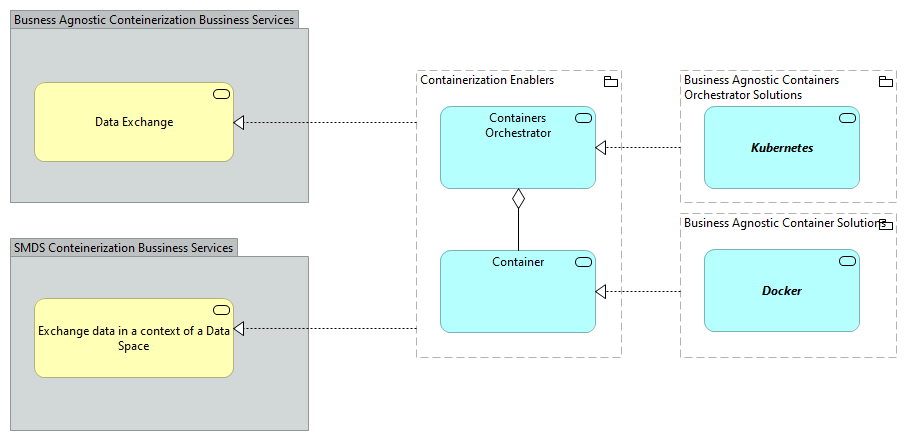 Busness Agnostic Conteinerization Bussiness Services
Data Exchange
SMDS Conteinerization Bussiness Services
Exchange data in a context of a Data
Space
Containerization Enablers
Containers
Orchestrator
Container
Business Agnostic Containers
Orchestrator Solutions
Kubernetes
Business Agnostic Container Solutions
Docker